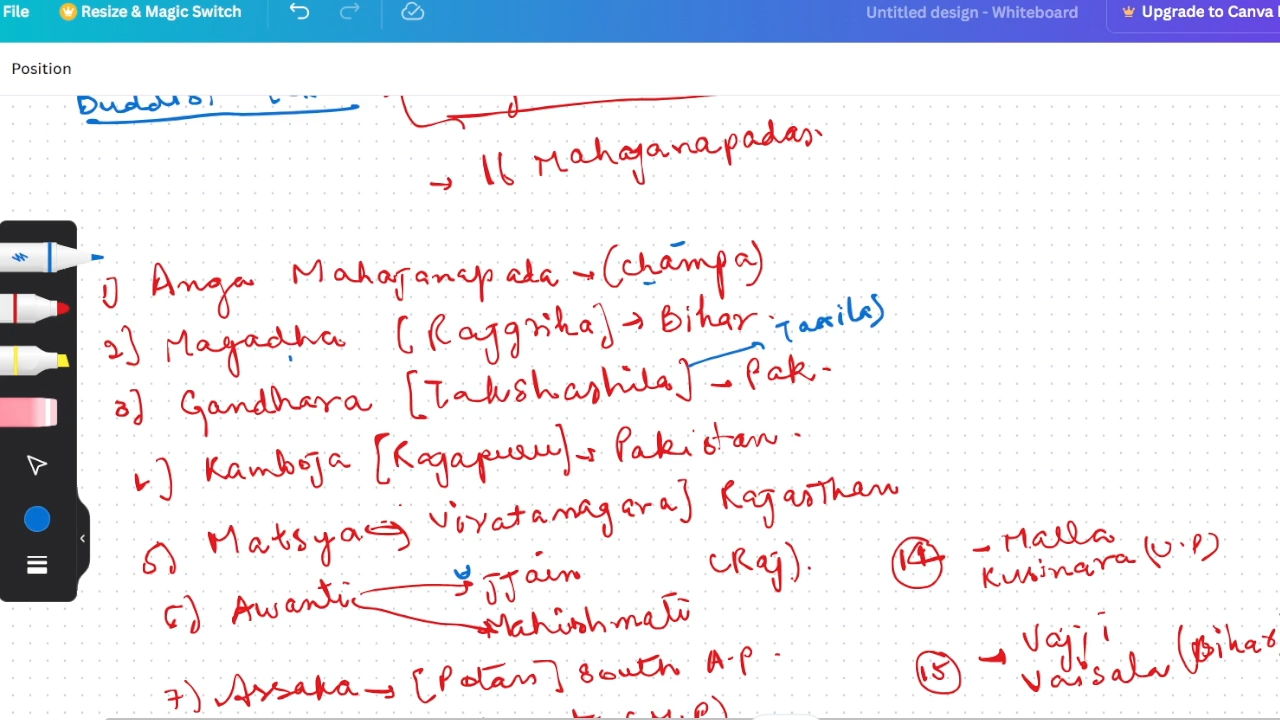 File Resize & Magic Switch Untitled design - Whiteboard Upgrade to Canva
Position
→ 16 Mahajanapadas.
1) Anga Mahajanapada → (Champa)
2] Magadha [Rajgriha] → Bihar.
Taxila)
3] Gandhara [Takshashila] → Pak.
4] Kamboja [Rajapuru] → Pakistan.
5) Matsya → Viratanagara] Rajasthan
(Raj).
6] Awanti Ujjain
Mahishmati
7) Assaka → [Potan] South A.P.
(M.P)
14 - Malla
Kusinara (U.P)
15 → Vajji
Vaisala (Bihar